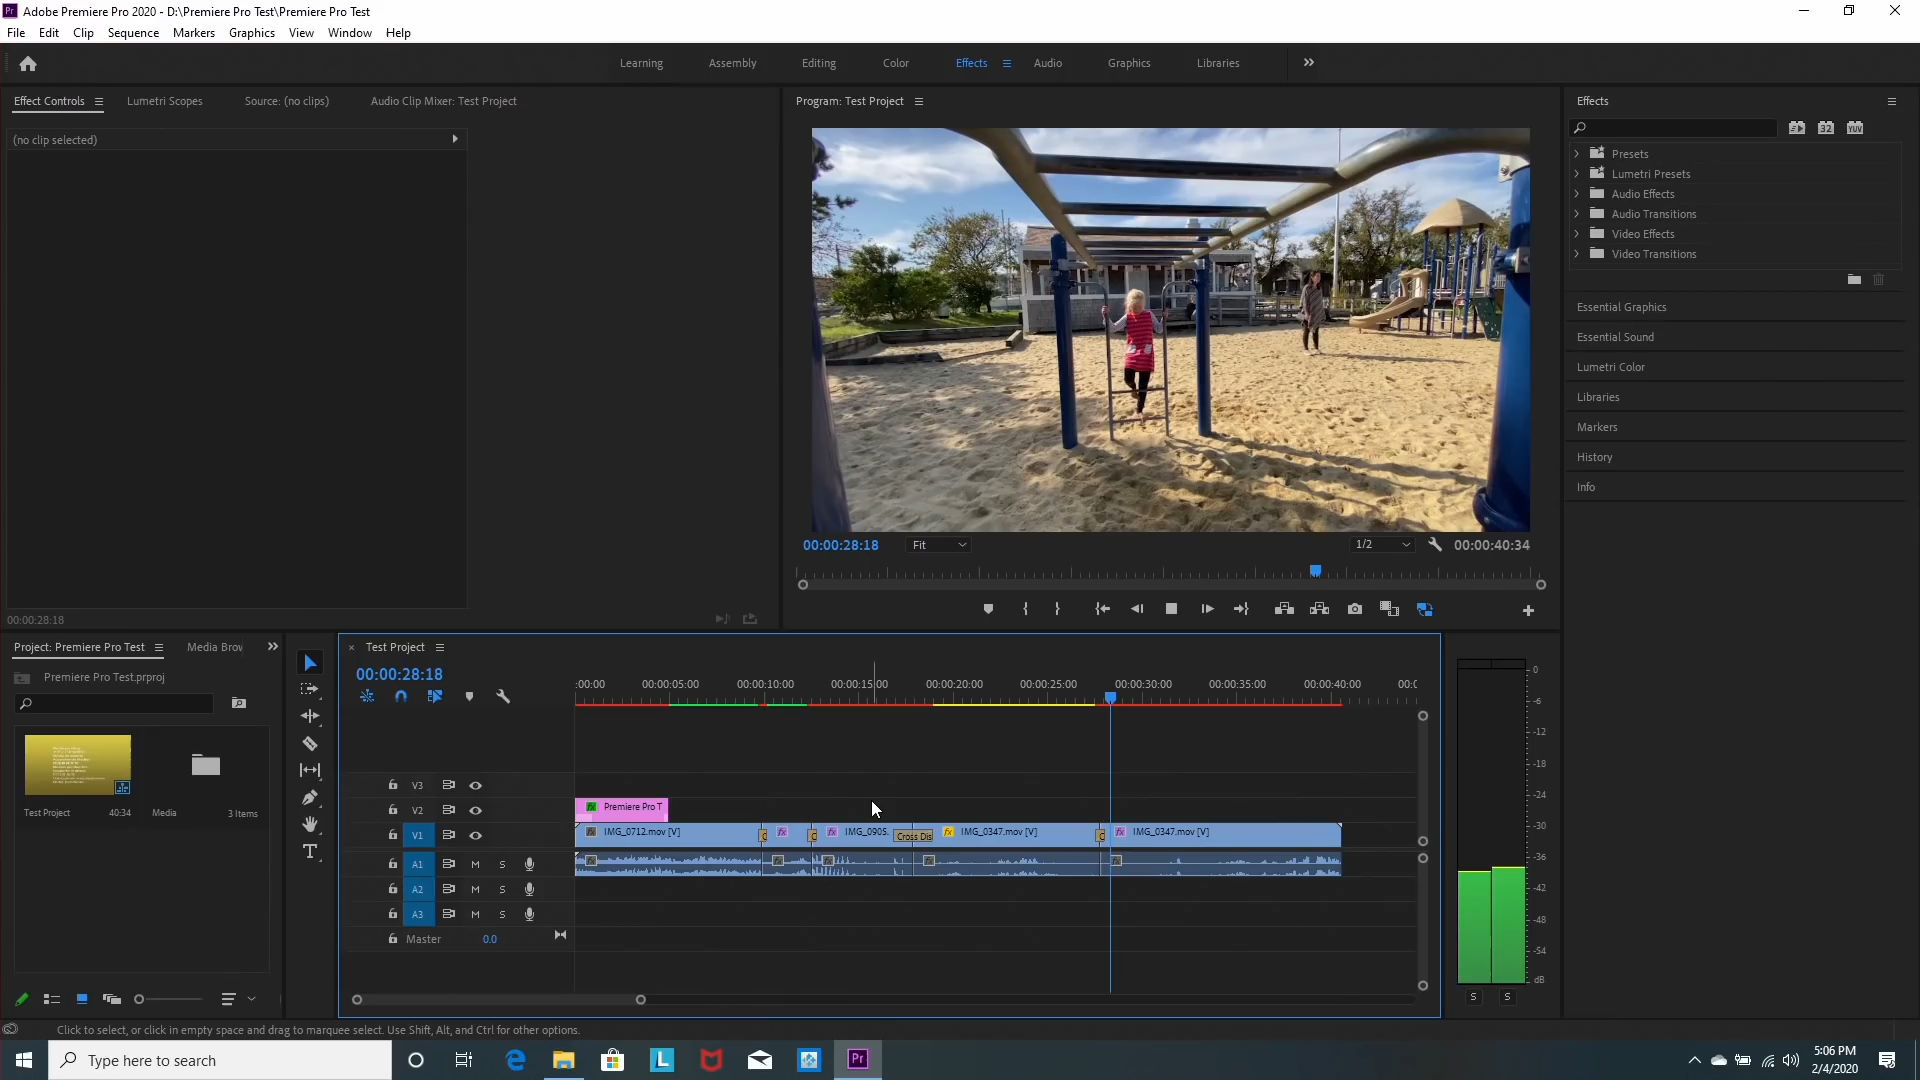 Adobe Premiere Pro 2020 - D:\Premiere Pro Test\Premiere Pro Test
File Edit Clip Sequence Markers Graphics View Window Help
Learning Assembly Editing Color Effects Audio Graphics Libraries
Effect Controls Lumetri Scopes Source: (no clips) Audio Clip Mixer: Test Project
(no clip selected)
00:00:28:18
Program: Test Project
00:00:28:18 Fit 1/2 00:00:40:34
Effects
32 YUV
Presets
Lumetri Presets
Audio Effects
Audio Transitions
Video Effects
Video Transitions
Essential Graphics
Essential Sound
Lumetri Color
Libraries
Markers
History
Info
Project: Premiere Pro Test Media Brov
Premiere Pro Test.prproj
Test Project 40:34 Media 3 Items
Test Project
00:00:28:18
:00:00 00:00:05:00 00:00:10:00 00:00:15:00 00:00:20:00 00:00:25:00 00:00:30:00 00:00:35:00 00:00:40:00 00:0
V3
V2 fx Premiere Pro T
V1 fx IMG_0712.mov [V] C fx C fx IMG_0905. Cross Dis fx IMG_0347.mov [V] C fx IMG_0347.mov [V]
A1 M S
A2 M S
A3 M S
Master 0.0
0
-6
-12
-18
-24
-30
-36
-42
-48
-54
dB
S S
Click to select, or click in empty space and drag to marquee select. Use Shift, Alt, and Ctrl for other options.
Type here to search
L
Pr
5:06 PM
2/4/2020